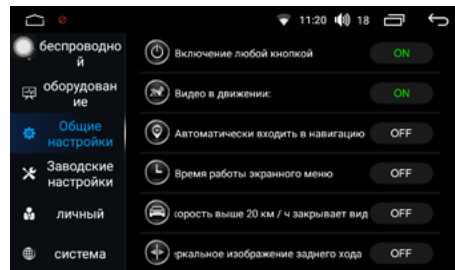 11:20 18
беспроводно
й
оборудован
ие
Общие
настройки
Заводские
настройки
личный
система
Включение любой кнопкой ON
Видео в движении: ON
Автоматически входить в навигацию OFF
Время работы экранного меню OFF
корость выше 20 км / ч закрывает вид OFF
ркальное изображение заднего хода OFF